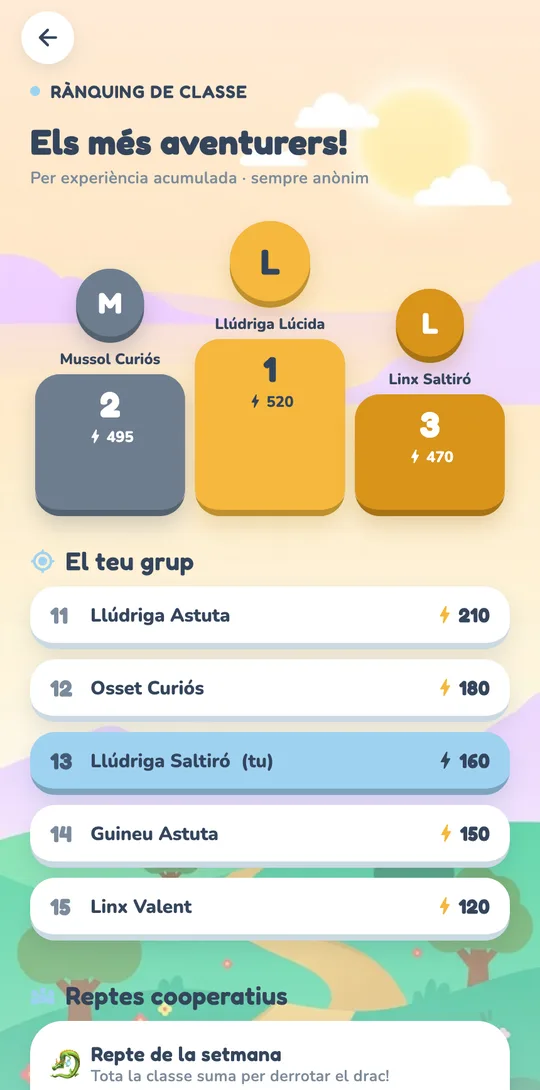 RÀNQUING DE CLASSE
Els més aventurers!
Per experiència acumulada · sempre anònim
L
M
L
Llúdriga Lúcida
Mussol Curiós
Linx Saltiró
1
520
2
495
3
470
El teu grup
11 Llúdriga Astuta 210
12 Osset Curiós 180
13 Llúdriga Saltiró (tu) 160
14 Guineu Astuta 150
15 Linx Valent 120
Reptes cooperatius
Repte de la setmana
Tota la classe suma per derrotar el drac!